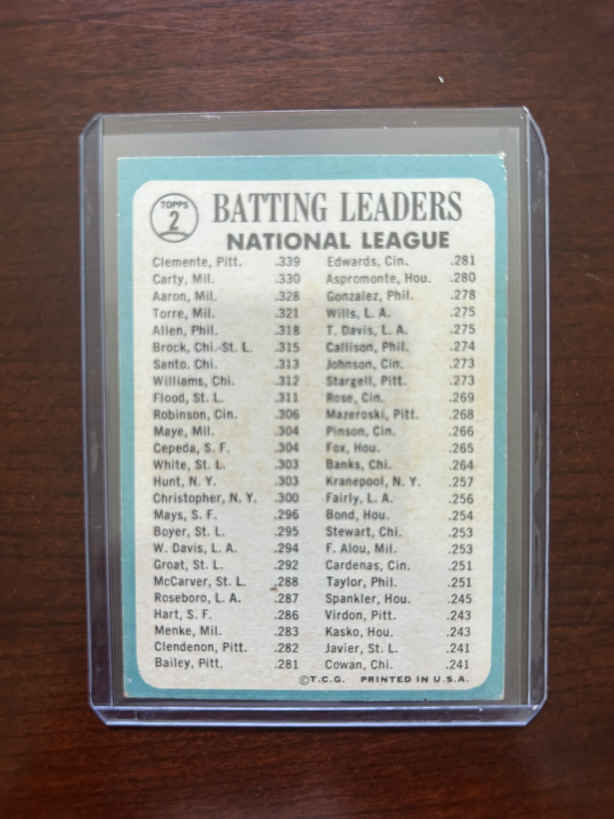 TOPPS
2
BATTING LEADERS
NATIONAL LEAGUE
Clemente, Pitt. .339
Carty, Mil. .330
Aaron, Mil. .328
Torre, Mil. .321
Allen, Phil. .318
Brock, Chi.-St. L. .315
Santo, Chi. .313
Williams, Chi. .312
Flood, St. L. .311
Robinson, Cin. .306
Maye, Mil. .304
Cepeda, S. F. .304
White, St. L. .303
Hunt, N. Y. .303
Christopher, N. Y. .300
Mays, S. F. .296
Boyer, St. L. .295
W. Davis, L. A. .294
Groat, St. L. .292
McCarver, St. L. .288
Roseboro, L. A. .287
Hart, S. F. .286
Menke, Mil. .283
Clendenon, Pitt. .282
Bailey, Pitt. .281
Edwards, Cin. .281
Aspromonte, Hou. .280
Gonzalez, Phil. .278
Wills, L. A. .275
T. Davis, L. A. .275
Callison, Phil. .274
Johnson, Cin. .273
Stargell, Pitt. .273
Rose, Cin. .269
Mazeroski, Pitt. .268
Pinson, Cin. .266
Fox, Hou. .265
Banks, Chi. .264
Kranepool, N. Y. .257
Fairly, L. A. .256
Bond, Hou. .254
Stewart, Chi. .253
F. Alou, Mil. .253
Cardenas, Cin. .251
Taylor, Phil. .251
Spankler, Hou. .245
Virdon, Pitt. .243
Kasko, Hou. .243
Javier, St. L. .241
Cowan, Chi. .241
©T.C.G. PRINTED IN U.S.A.